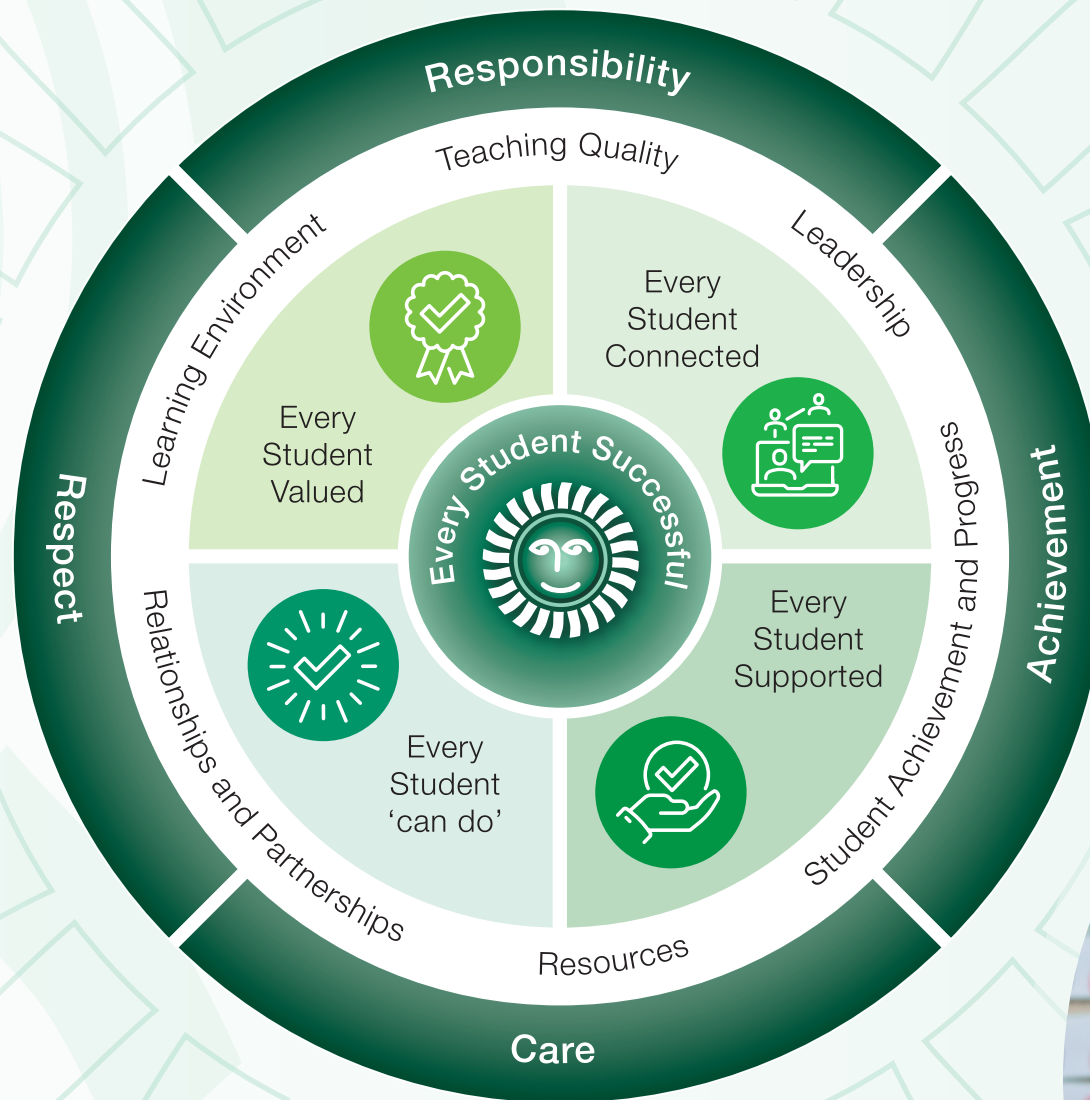 Responsibility
Teaching Quality
Learning Environment
Leadership
Every
Student
Connected
Every
Student
Valued
Every Student Successful
Respect
Achievement
Student Achievement and Progress
Every
Student
Supported
Relationships and Partnerships
Every
Student
‘can do’
Resources
Care